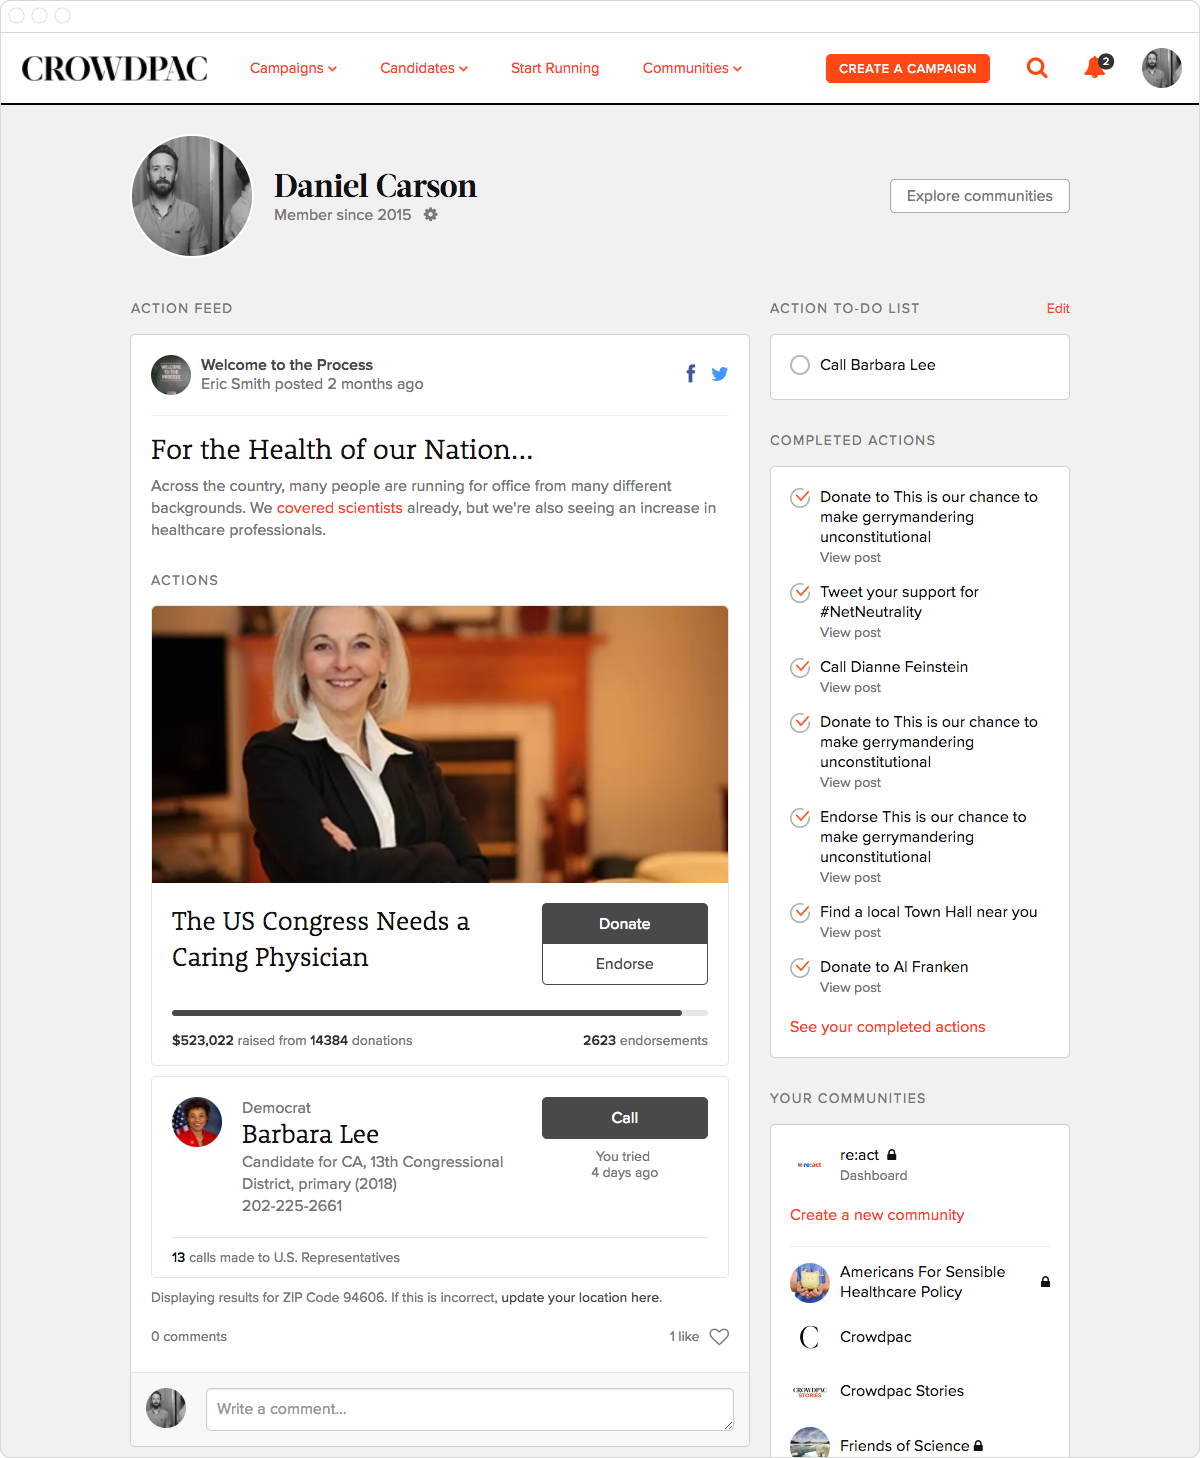 CROWDPAC
Campaigns
Candidates
Start Running
Communities
CREATE A CAMPAIGN
2
Daniel Carson
Member since 2015
Explore communities
ACTION FEED
Welcome to the Process
Eric Smith posted 2 months ago
WELCOME
TO THE
PROCESS
For the Health of our Nation...
Across the country, many people are running for office from many different
backgrounds. We covered scientists already, but we're also seeing an increase in
healthcare professionals.
ACTIONS
The US Congress Needs a
Caring Physician
Donate
Endorse
$523,022 raised from 14384 donations
2623 endorsements
Democrat
Barbara Lee
Candidate for CA, 13th Congressional
District, primary (2018)
202-225-2661
Call
You tried
4 days ago
13 calls made to U.S. Representatives
Displaying results for ZIP Code 94606. If this is incorrect, update your location here.
0 comments
1 like
Write a comment...
ACTION TO-DO LIST
Edit
Call Barbara Lee
COMPLETED ACTIONS
Donate to This is our chance to
make gerrymandering
unconstitutional
View post
Tweet your support for
#NetNeutrality
View post
Call Dianne Feinstein
View post
Donate to This is our chance to
make gerrymandering
unconstitutional
View post
Endorse This is our chance to
make gerrymandering
unconstitutional
View post
Find a local Town Hall near you
View post
Donate to Al Franken
View post
See your completed actions
YOUR COMMUNITIES
re:act
re:act
Dashboard
Create a new community
Americans For Sensible
Healthcare Policy
C
Crowdpac
CROWDPAC
STORIES
Crowdpac Stories
Friends of Science